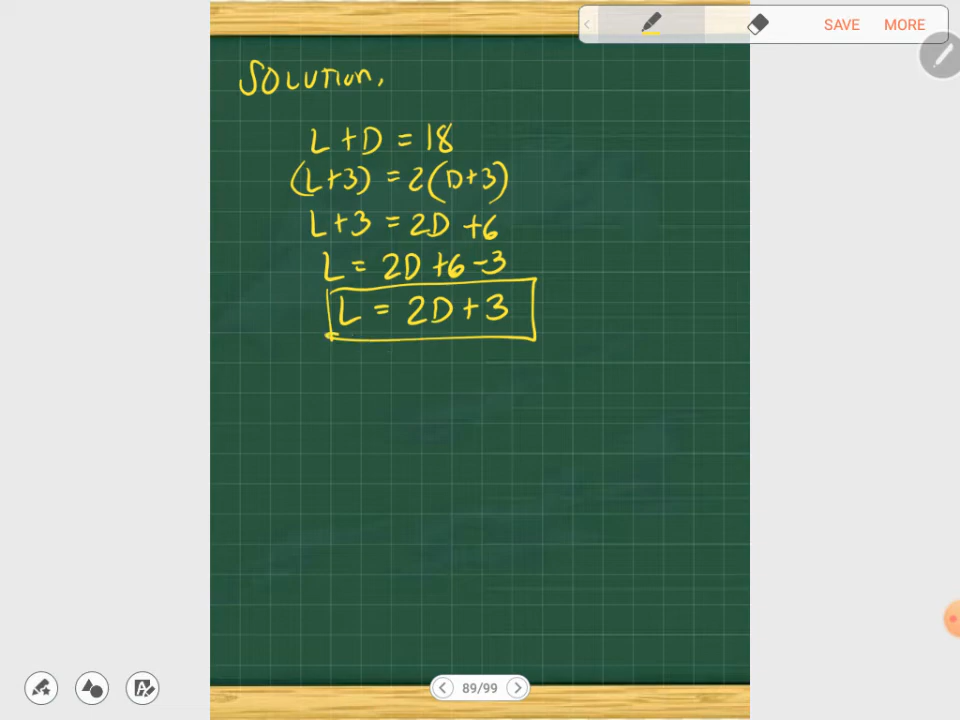 SAVE MORE
SOLUTION,
L + D = 18
(L+3) = 2(D+3)
L+3 = 2D +6
L = 2D +6 -3
L = 2D + 3
89/99